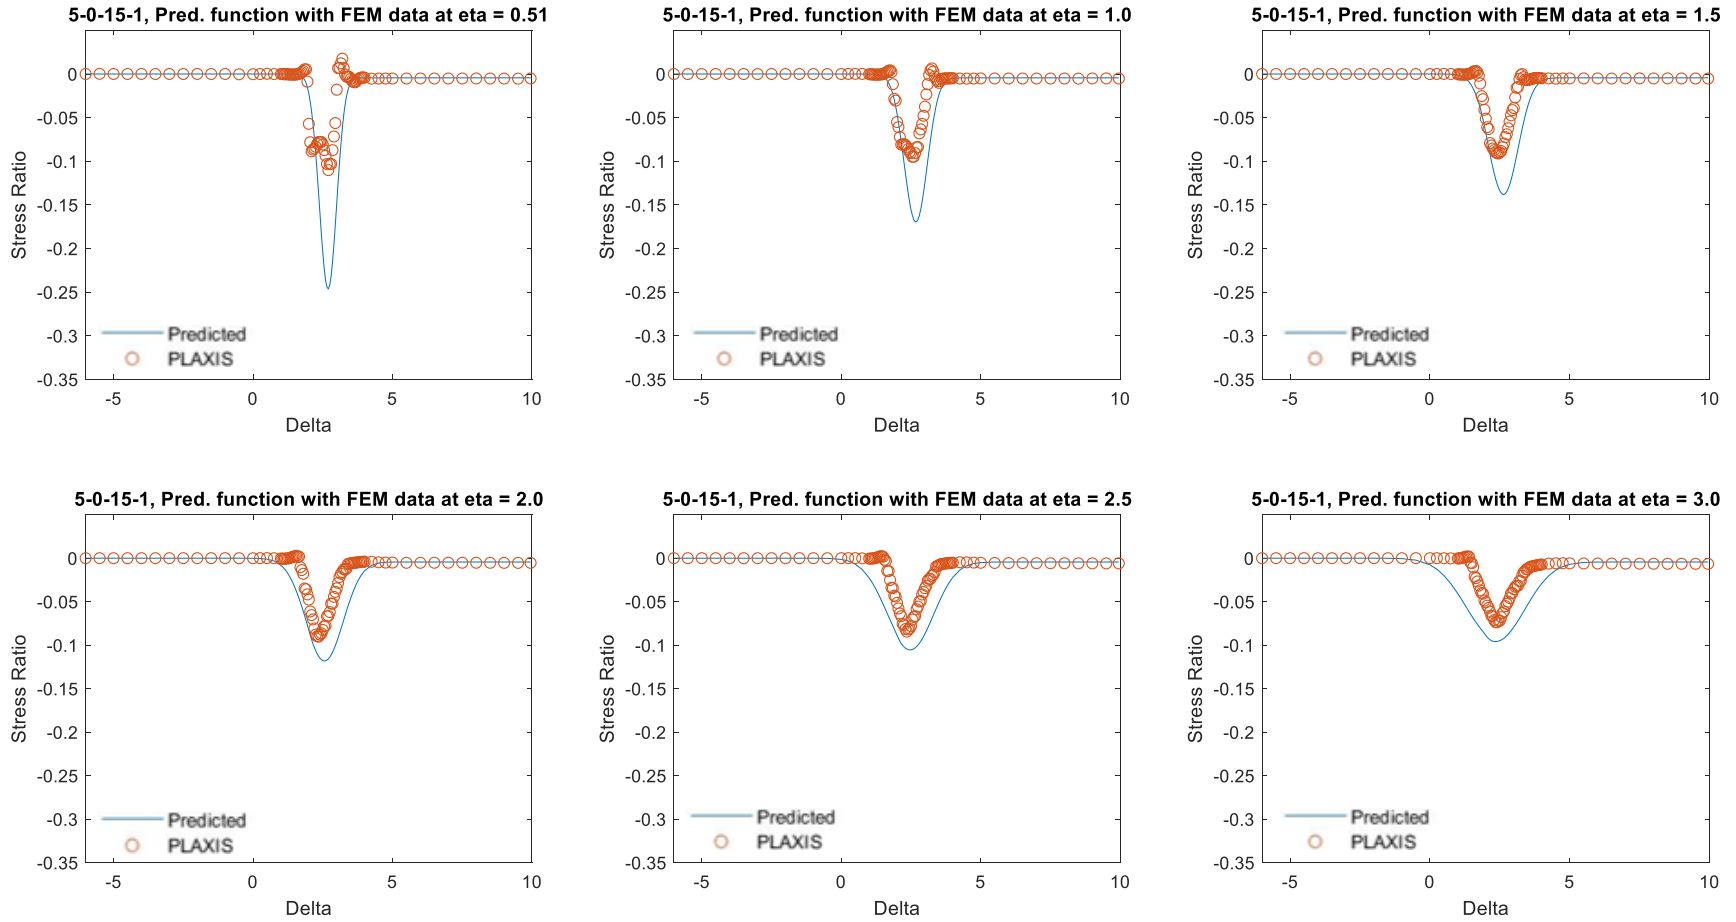 5-0-15-1, Pred. function with FEM data at eta = 0.51
0
-0.05
-0.1
-0.15
-0.2
-0.25
-0.3
-0.35
Stress Ratio
Predicted
PLAXIS
-5
0
5
10
Delta
5-0-15-1, Pred. function with FEM data at eta = 1.0
0
-0.05
-0.1
-0.15
-0.2
-0.25
-0.3
-0.35
Stress Ratio
Predicted
PLAXIS
-5
0
5
10
Delta
5-0-15-1, Pred. function with FEM data at eta = 1.5
0
-0.05
-0.1
-0.15
-0.2
-0.25
-0.3
-0.35
Stress Ratio
Predicted
PLAXIS
-5
0
5
10
Delta
5-0-15-1, Pred. function with FEM data at eta = 2.0
0
-0.05
-0.1
-0.15
-0.2
-0.25
-0.3
-0.35
Stress Ratio
Predicted
PLAXIS
-5
0
5
10
Delta
5-0-15-1, Pred. function with FEM data at eta = 2.5
0
-0.05
-0.1
-0.15
-0.2
-0.25
-0.3
-0.35
Stress Ratio
Predicted
PLAXIS
-5
0
5
10
Delta
5-0-15-1, Pred. function with FEM data at eta = 3.0
0
-0.05
-0.1
-0.15
-0.2
-0.25
-0.3
-0.35
Stress Ratio
Predicted
PLAXIS
-5
0
5
10
Delta